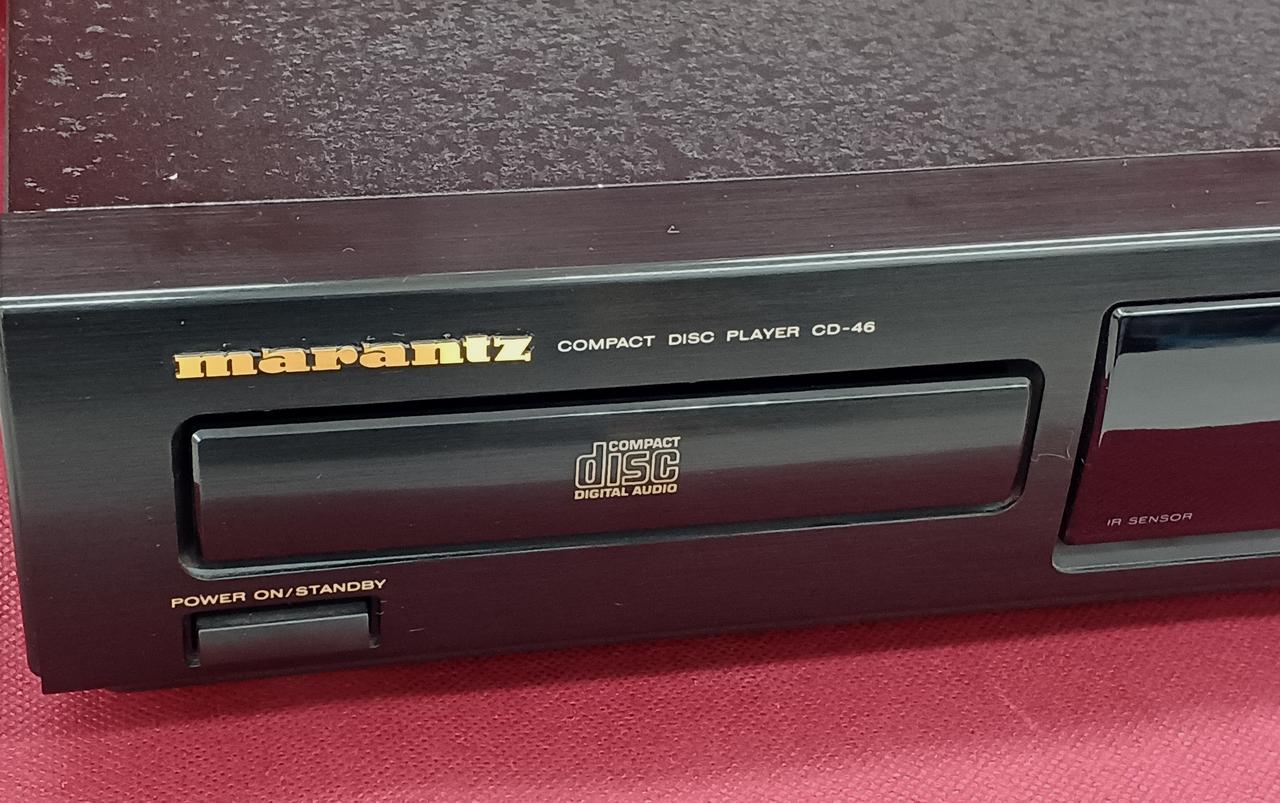 marantz COMPACT DISC PLAYER CD-46
COMPACT
disc
DIGITAL AUDIO
IR SENSOR
POWER ON/STANDBY